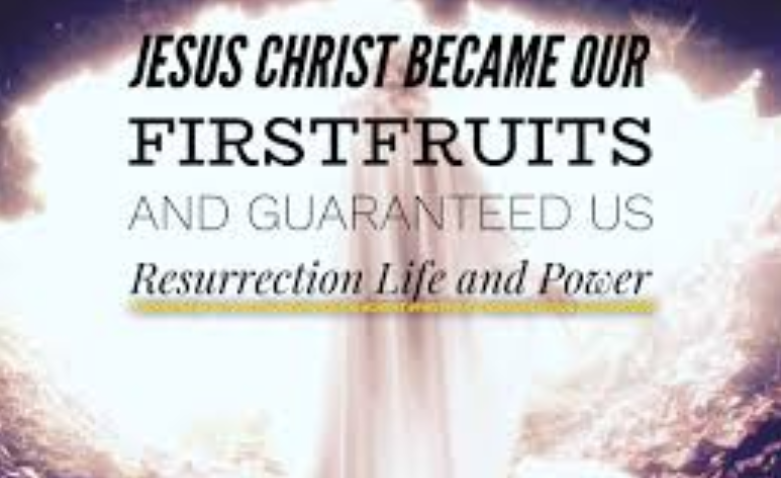 JESUS CHRIST BECAME OUR
FIRSTFRUITS
AND GUARANTEED US
Resurrection Life and Power